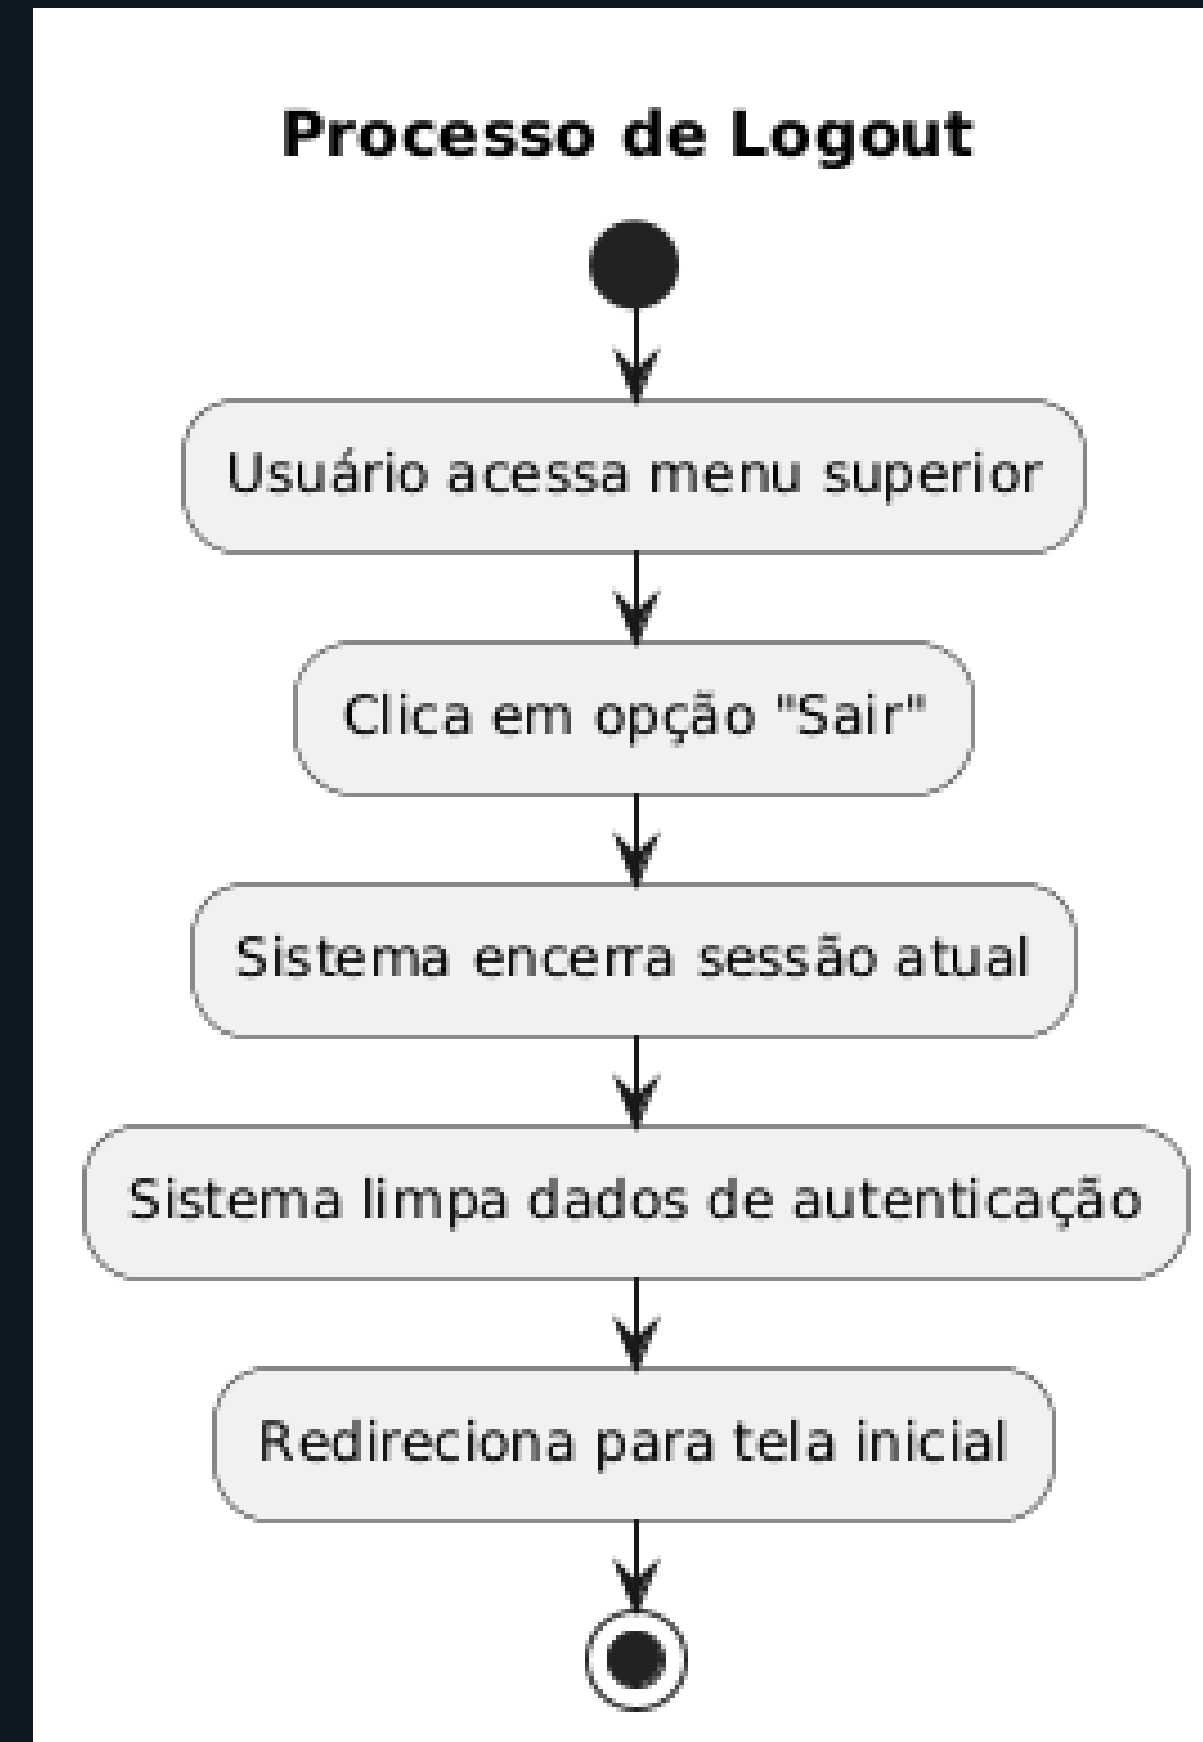 Processo de Logout
Usuário acessa menu superior
Clica em opção "Sair"
Sistema encerra sessão atual
Sistema limpa dados de autenticação
Redireciona para tela inicial